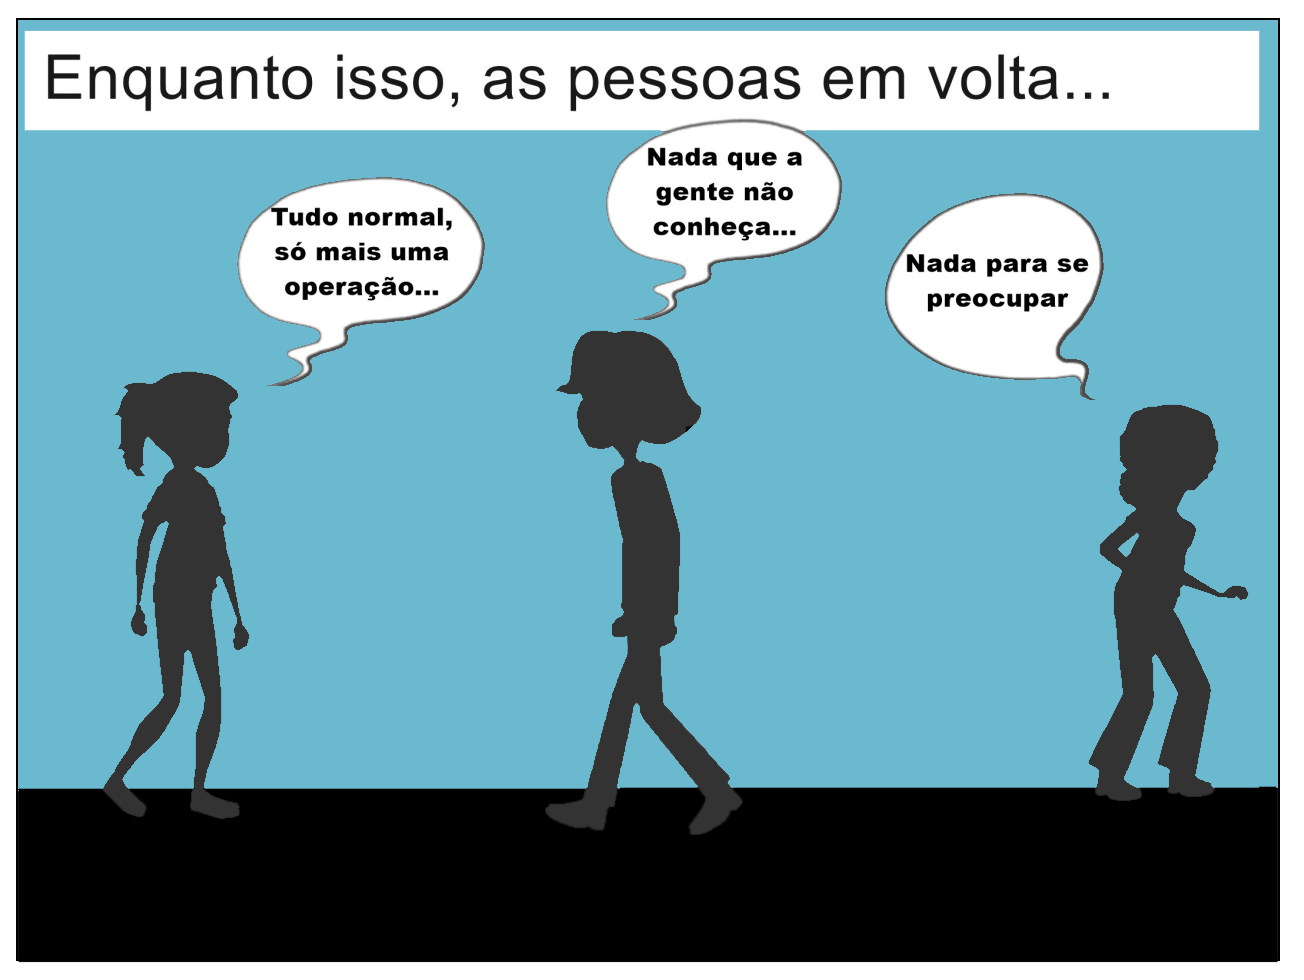 Enquanto isso, as pessoas em volta...
Tudo normal,
só mais uma
operação...
Nada que a
gente não
conheça...
Nada para se
preocupar